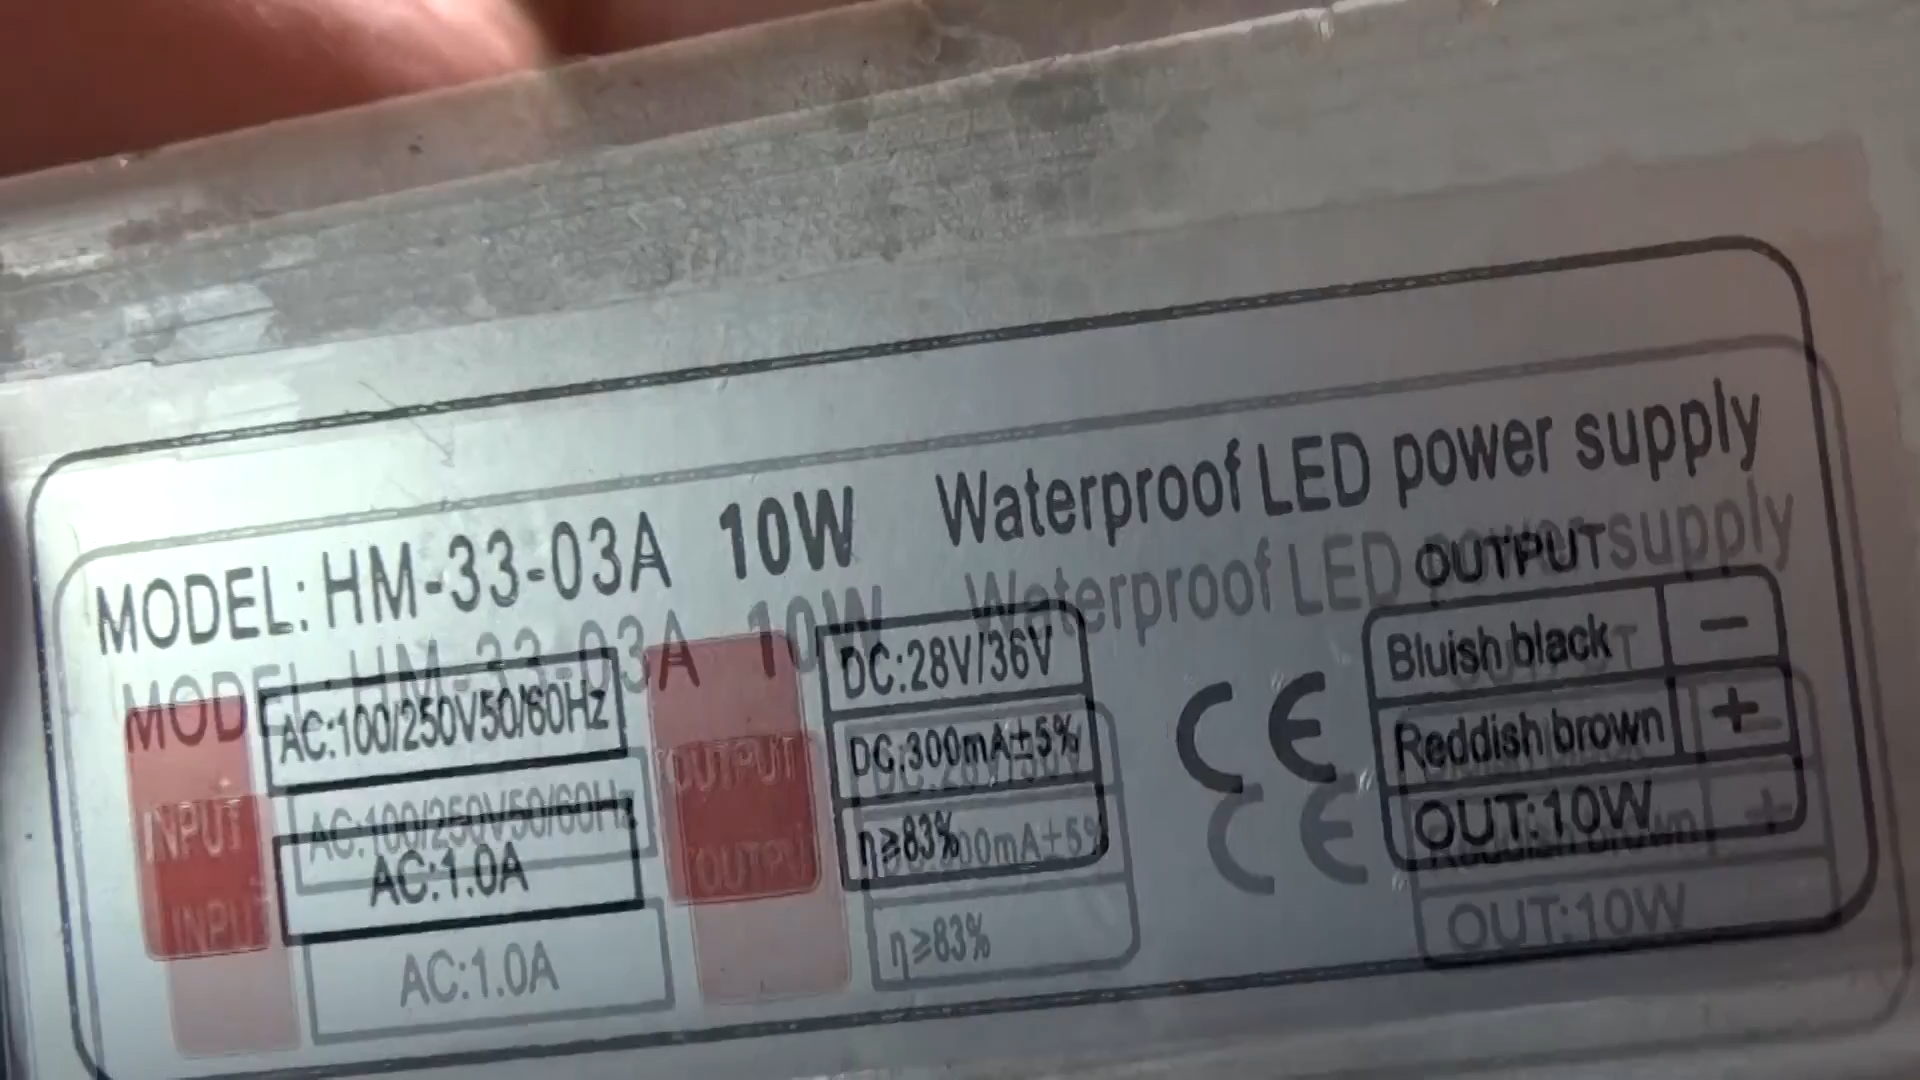 MODEL: HM-33-03A 10W Waterproof LED power supply
INPUT
AC:100/250V50/60Hz
AC:1.0A
OUTPUT
DC:28V/36V
DC:300mA±5%
η≥83%
CE
OUTPUT
Bluish black −
Reddish brown +
OUT:10W